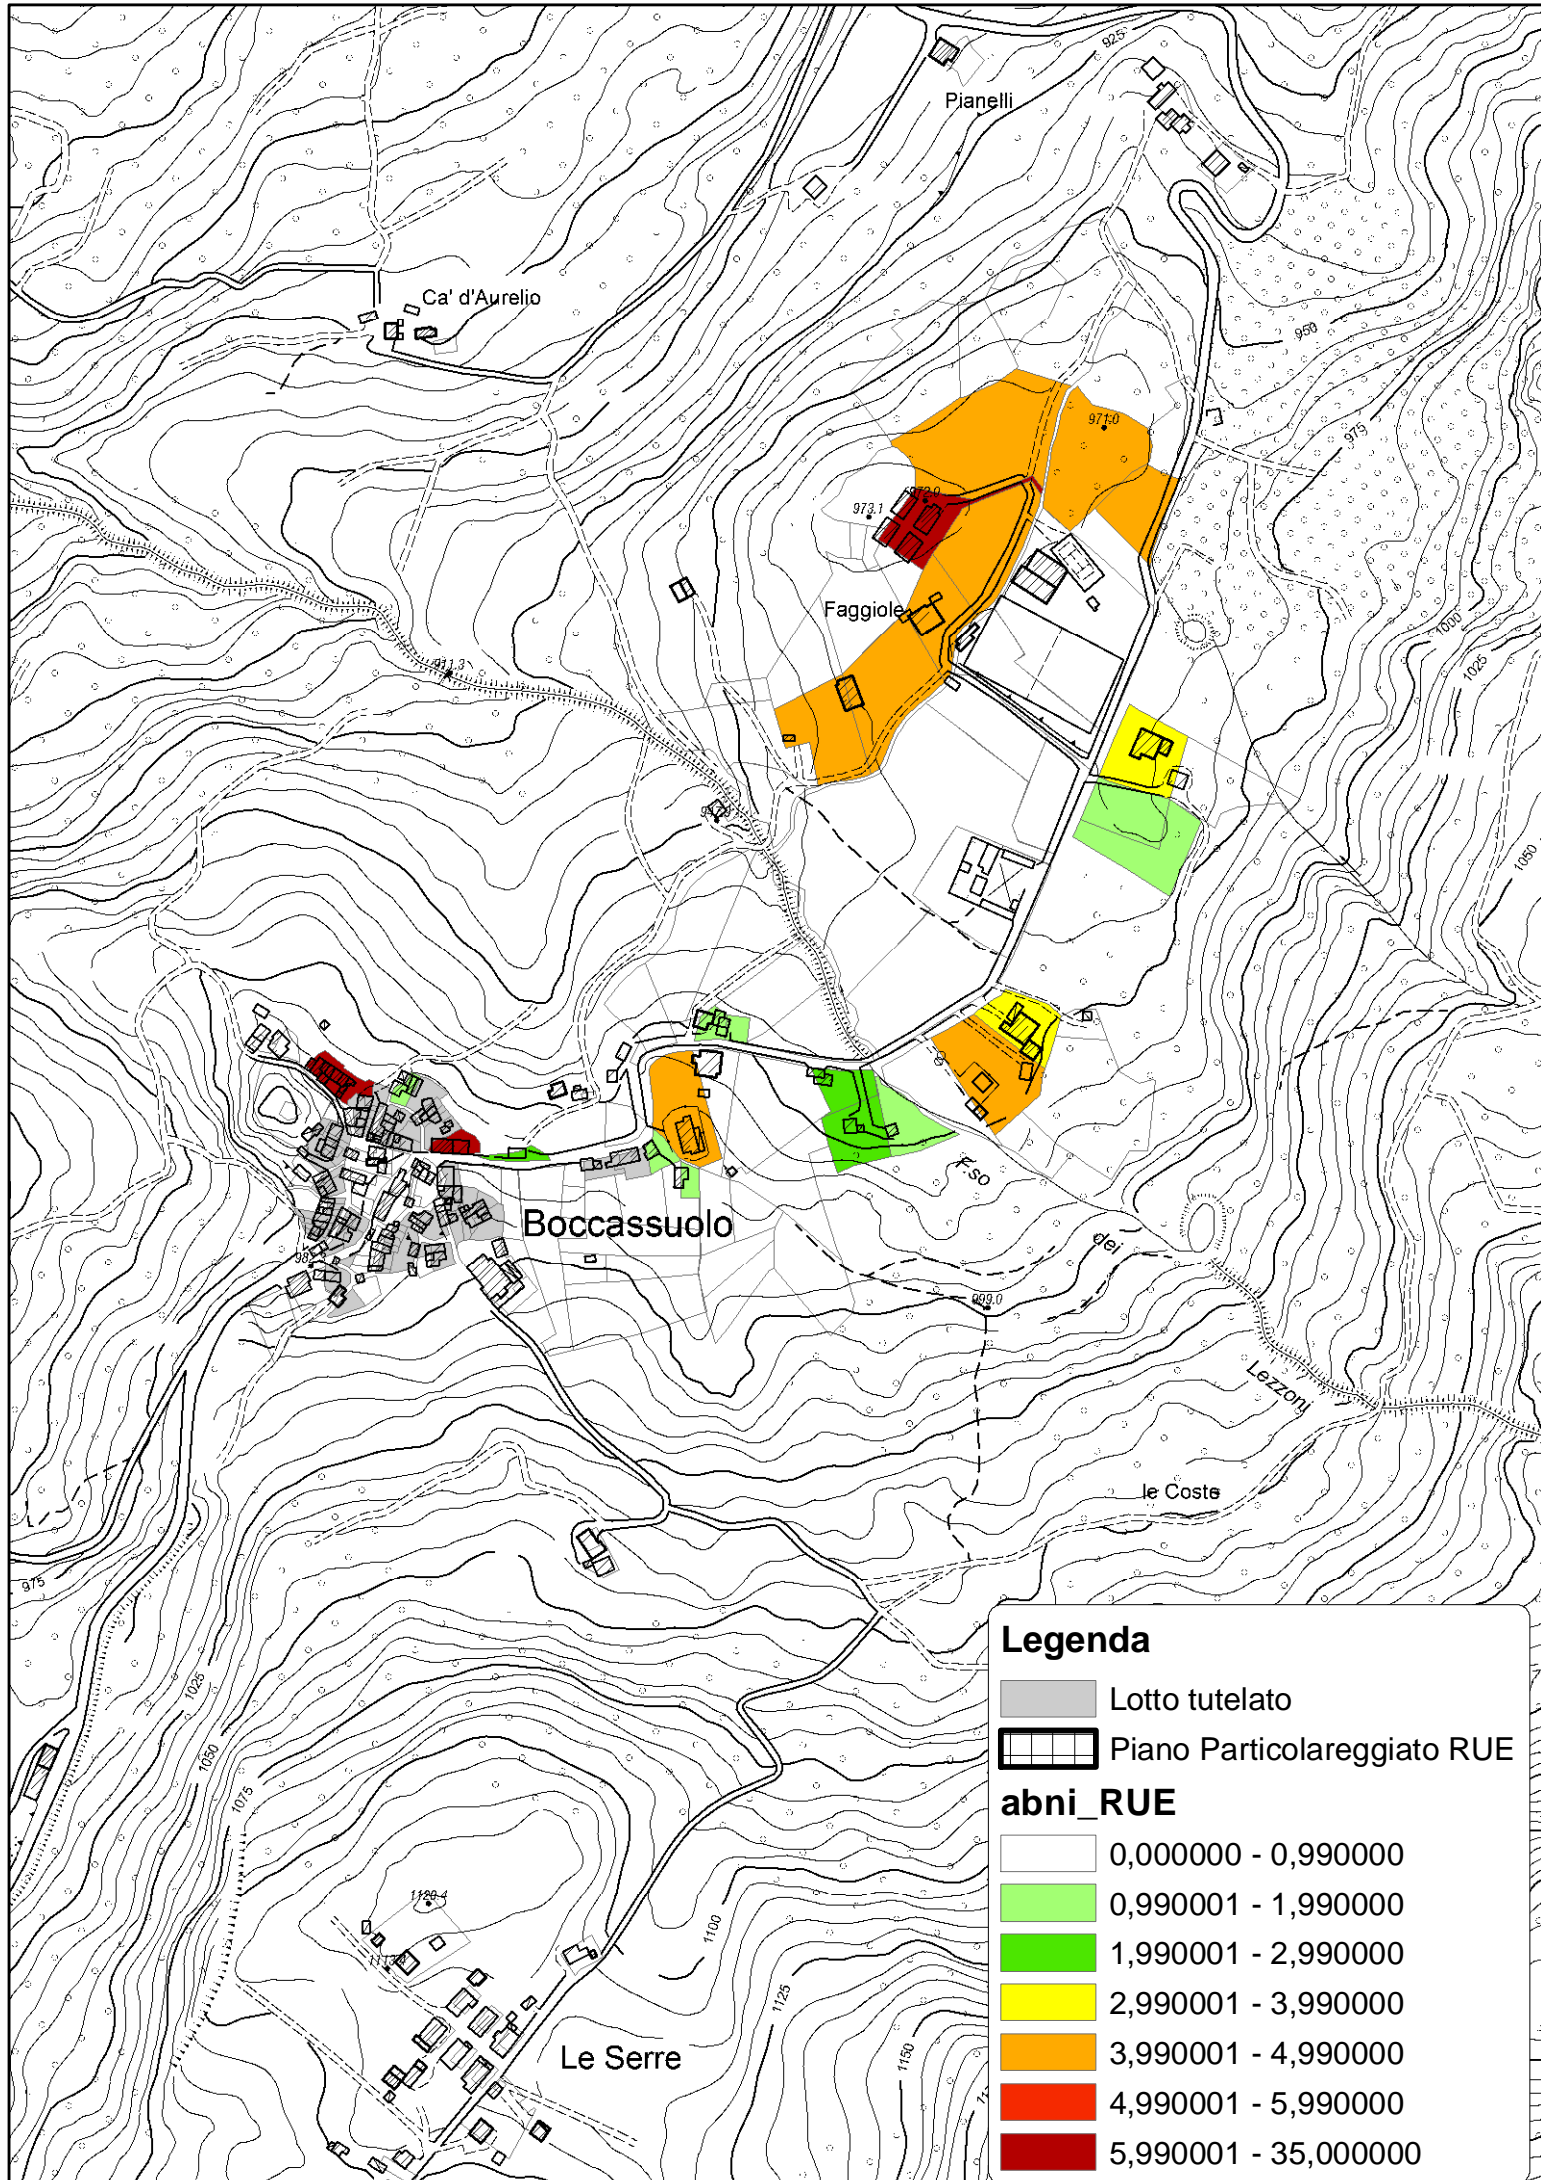 925
Pianelli
Ca' d'Aurelio
950
971.0
975
973.1
Faggiole
1000
911.3
1025
1050
F.so
Boccassuolo
dei
999.0
Lezzoni
le Coste
975
1025
1050
1075
1120.4
1100
1125
1150
Le Serre
Legenda
Lotto tutelato
Piano Particolareggiato RUE
abni_RUE
0,000000 - 0,990000
0,990001 - 1,990000
1,990001 - 2,990000
2,990001 - 3,990000
3,990001 - 4,990000
4,990001 - 5,990000
5,990001 - 35,000000